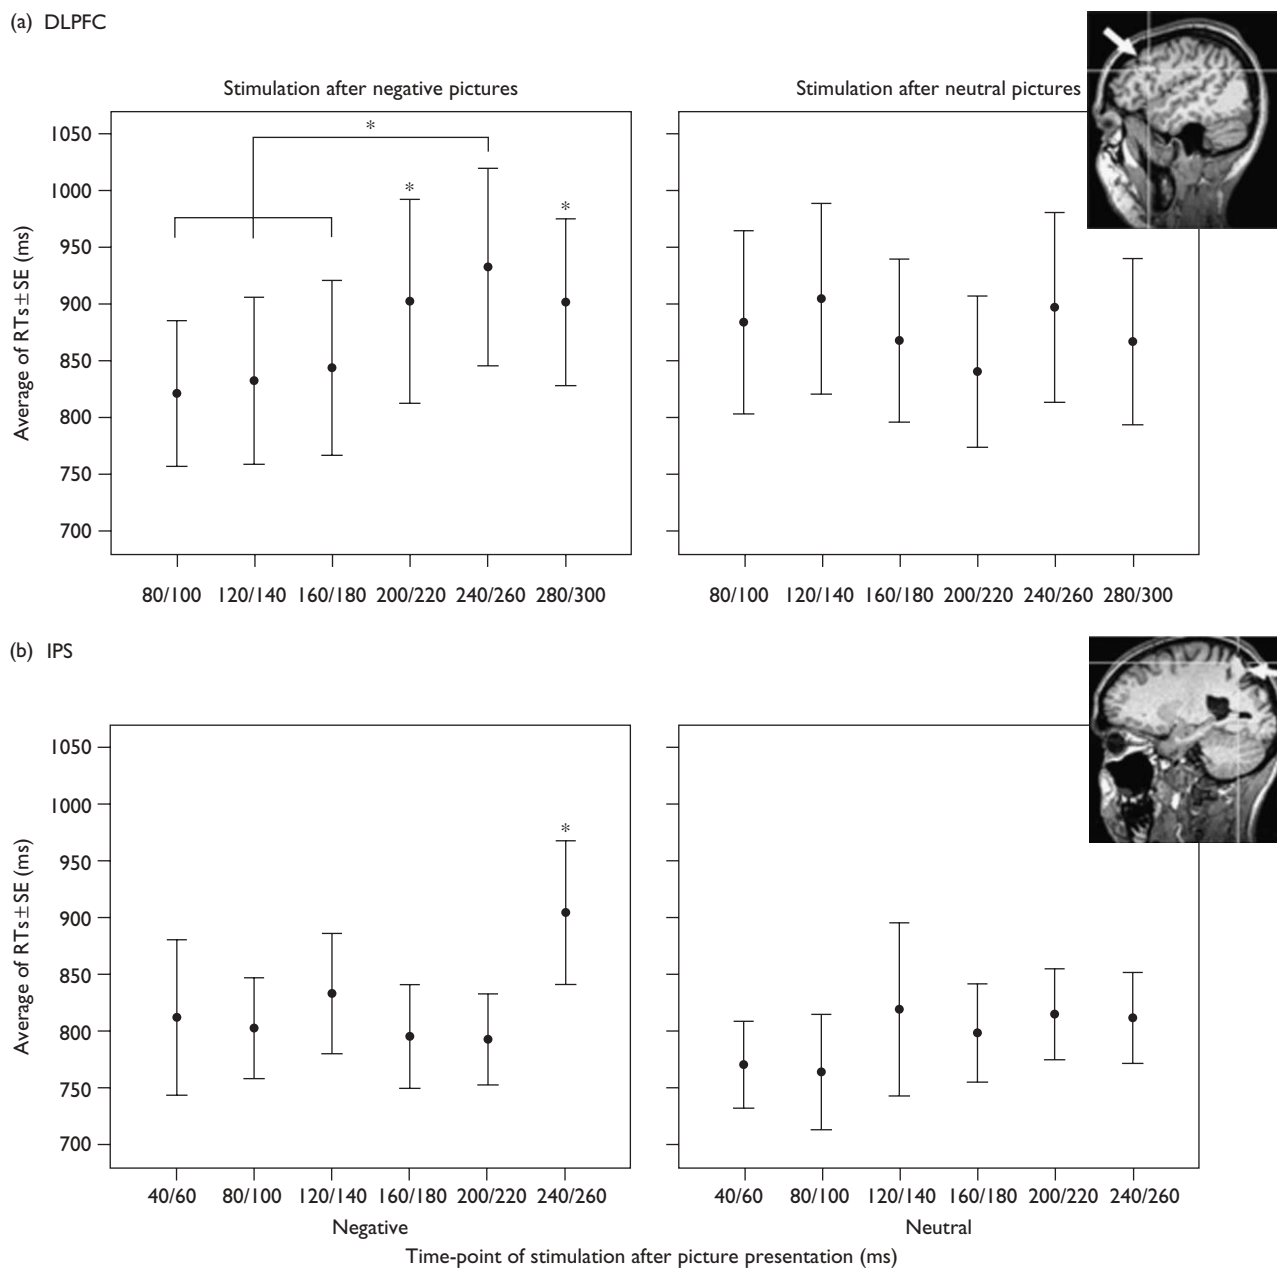 (a) DLPFC
Stimulation after negative pictures
Stimulation after neutral pictures
Average of RTs±SE (ms)
1050
1000
950
900
850
800
750
700
*
*
*
80/100 120/140 160/180 200/220 240/260 280/300
80/100 120/140 160/180 200/220 240/260 280/300
(b) IPS
Average of RTs±SE (ms)
1050
1000
950
900
850
800
750
700
*
40/60 80/100 120/140 160/180 200/220 240/260
40/60 80/100 120/140 160/180 200/220 240/260
Negative
Neutral
Time-point of stimulation after picture presentation (ms)